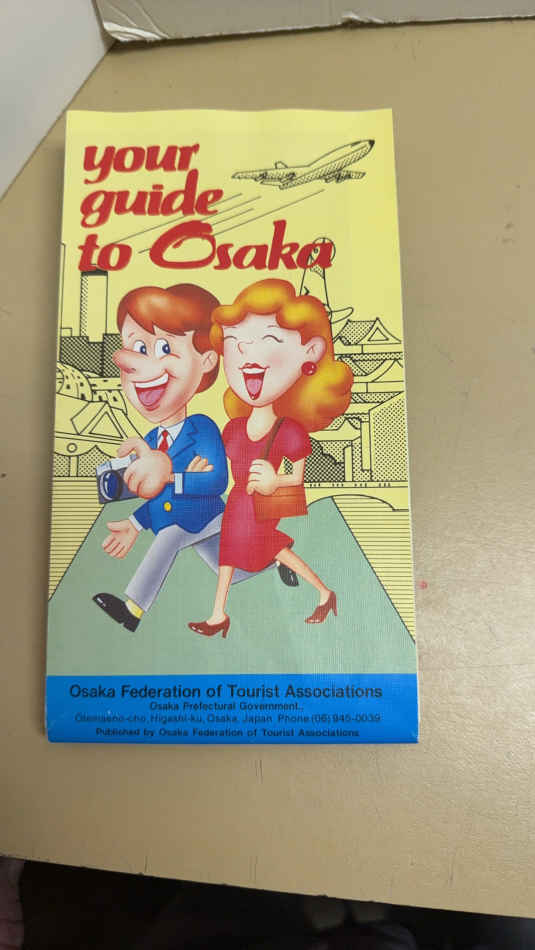 your
guide
to Osaka
Osaka Federation of Tourist Associations
Osaka Prefectural Government.,
Otemaeno-cho, Higashi-ku, Osaka, Japan Phone (06) 945-0039
Published by Osaka Federation of Tourist Associations